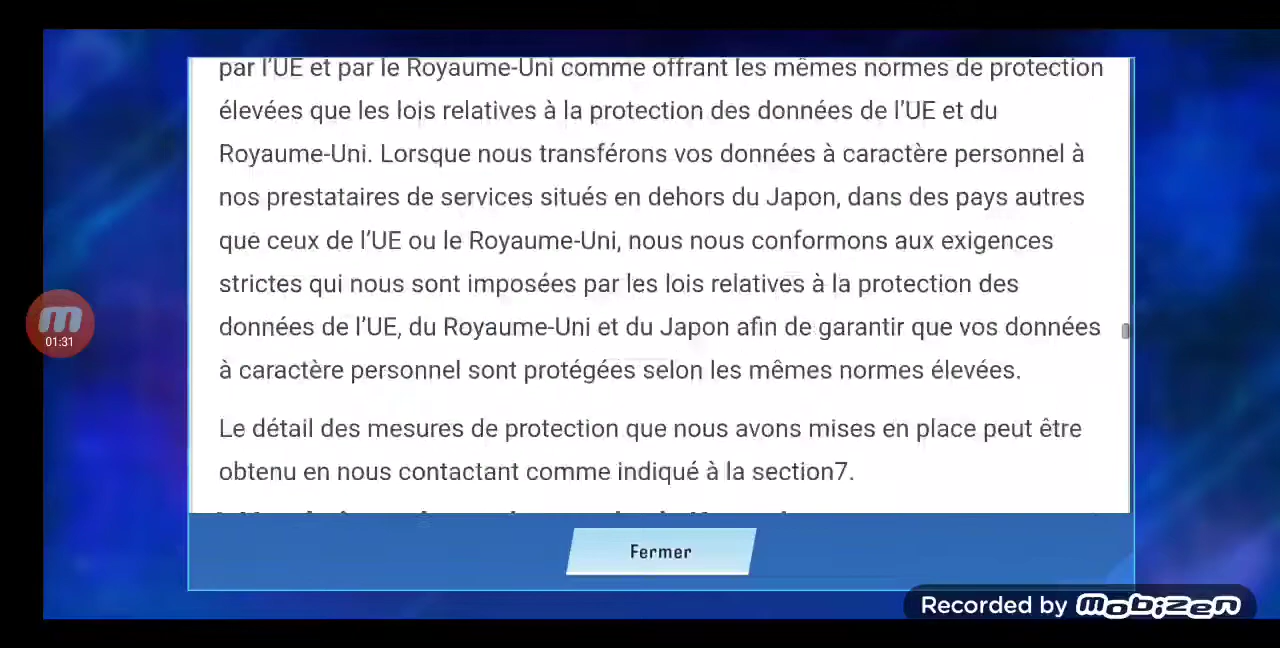 par l’UE et par le Royaume-Uni comme offrant les mêmes normes de protection
élevées que les lois relatives à la protection des données de l’UE et du
Royaume-Uni. Lorsque nous transférons vos données à caractère personnel à
nos prestataires de services situés en dehors du Japon, dans des pays autres
que ceux de l’UE ou le Royaume-Uni, nous nous conformons aux exigences
strictes qui nous sont imposées par les lois relatives à la protection des
données de l’UE, du Royaume-Uni et du Japon afin de garantir que vos données
à caractère personnel sont protégées selon les mêmes normes élevées.
Le détail des mesures de protection que nous avons mises en place peut être
obtenu en nous contactant comme indiqué à la section7.
Fermer
01:31
Recorded by Mobizen